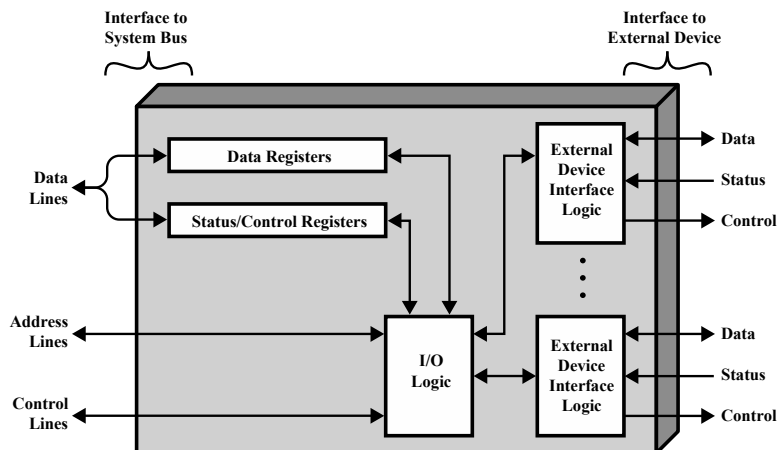 Interface to
System Bus
Interface to
External Device
Data Registers
External
Device
Interface
Logic
Data
Data
Lines
Status
Status/Control Registers
Control
Address
Lines
I/O
Logic
External
Device
Interface
Logic
Data
Status
Control
Lines
Control